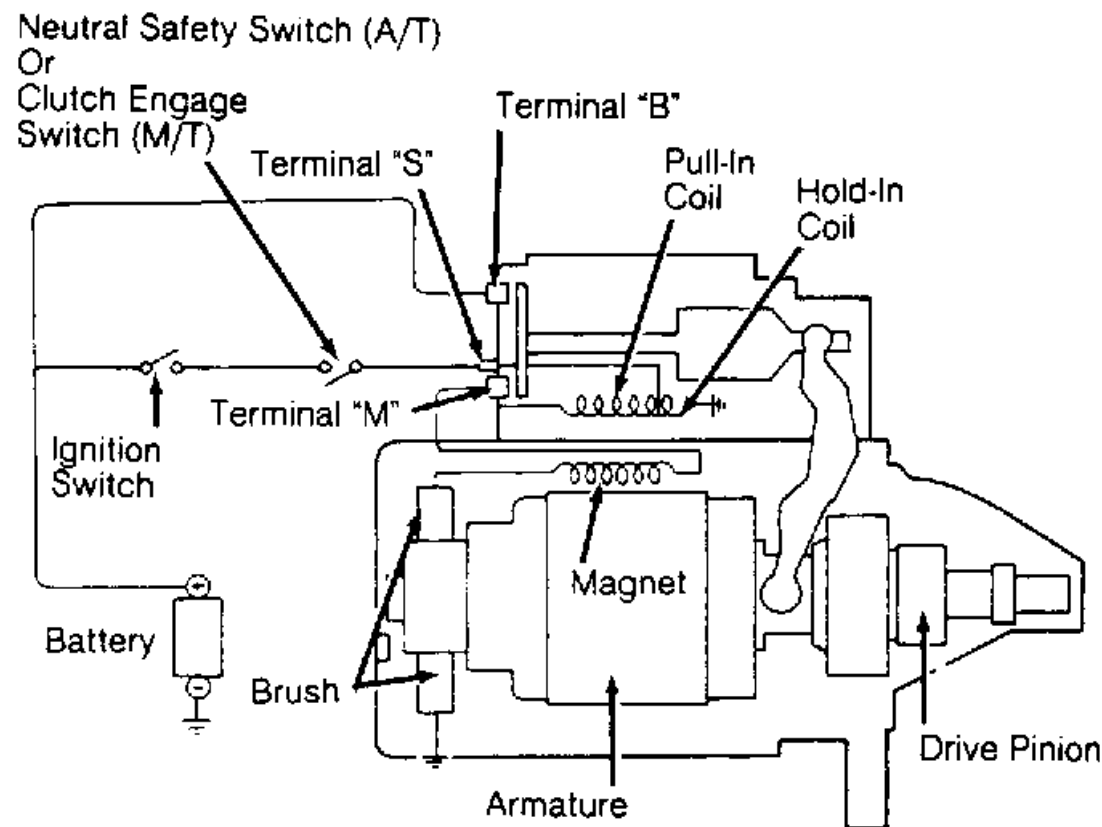 Neutral Safety Switch (A/T)
Or
Clutch Engage
Switch (M/T)
Terminal "B"
Terminal "S"
Pull-In
Coil
Hold-In
Coil
Terminal "M"
Ignition
Switch
Magnet
Battery
Brush
Drive Pinion
Armature